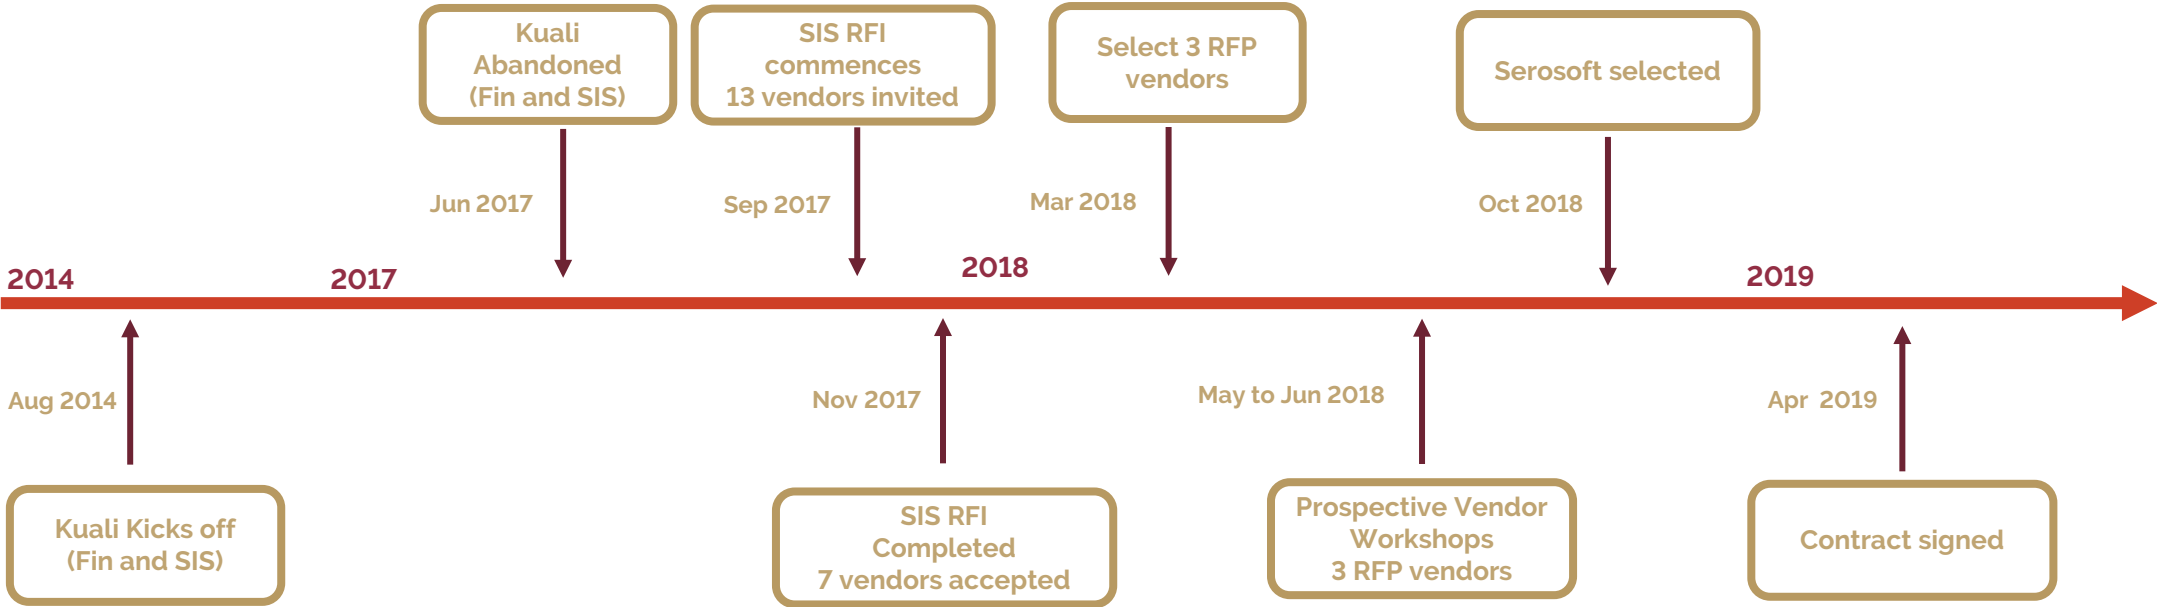 Kuali
Abandoned
(Fin and SIS)
SIS RFI
commences
13 vendors invited
Select 3 RFP
vendors
Serosoft selected
Jun 2017
Sep 2017
Mar 2018
Oct 2018
2014
2017
2018
2019
Aug 2014
Nov 2017
May to Jun 2018
Apr  2019
Kuali Kicks off
(Fin and SIS)
SIS RFI
Completed
7 vendors accepted
Prospective Vendor
Workshops
3 RFP vendors
Contract signed